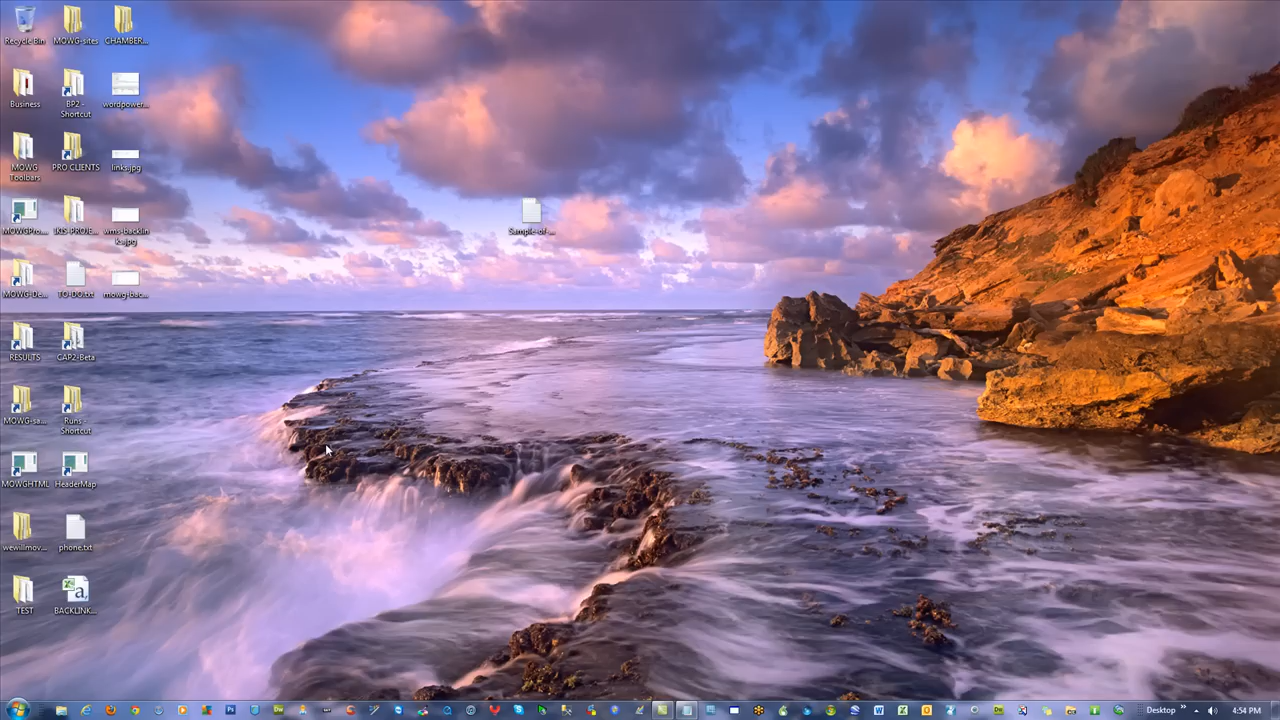 Recycle Bin
MOWG-sites
CHAMBER...
Business
BP2 -
Shortcut
wordpower...
MOWG
Toolbars
PRO CLIENTS
links.jpg
MOWGPro...
IKIS-PROJE...
wms-backlin
ks.jpg
Sample-of-...
MOWG-De...
TO-DO.txt
mowg-bac...
RESULTS
CAP2-Beta
MOWG-sa...
Runs -
Shortcut
MOWGHTML
HeaderMap
wewillmov...
phone.txt
TEST
BACKLINK...
Desktop
4:54 PM